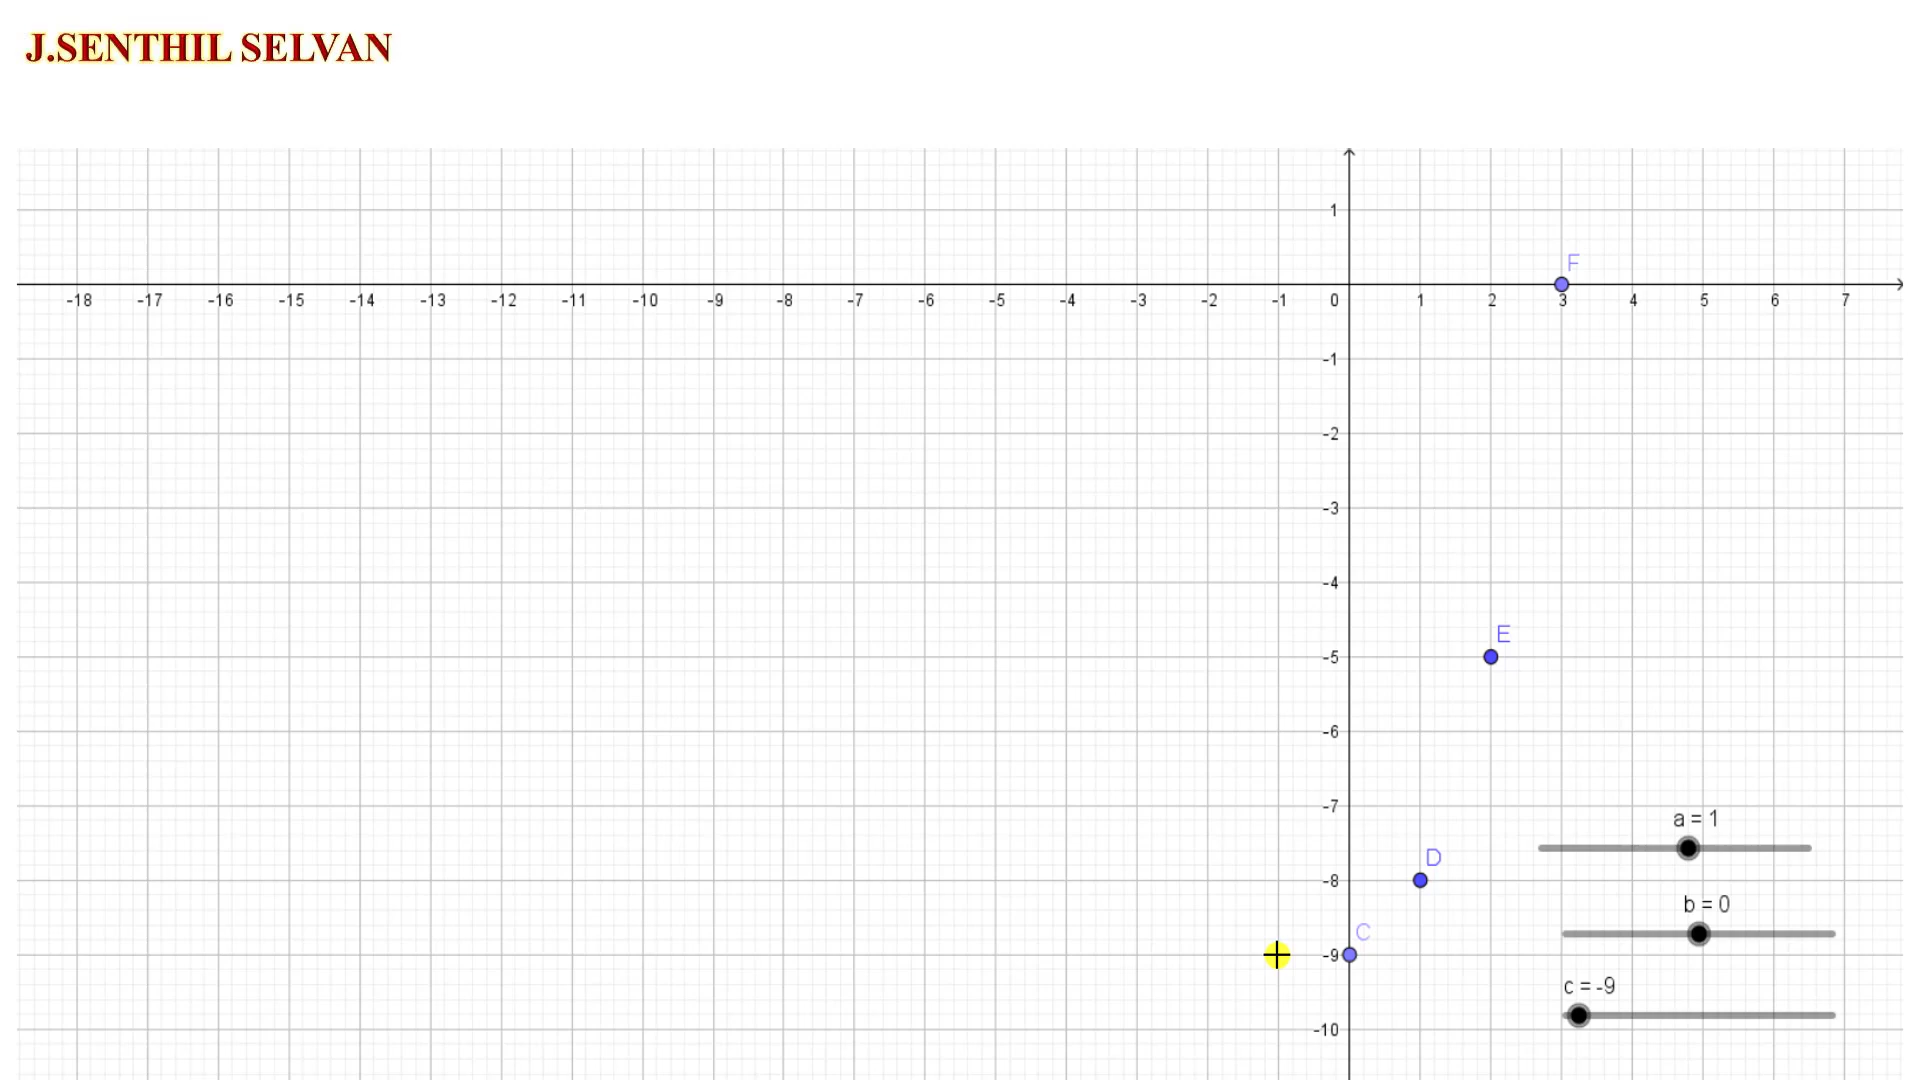 J.SENTHIL SELVAN
1
F
-18 -17 -16 -15 -14 -13 -12 -11 -10 -9 -8 -7 -6 -5 -4 -3 -2 -1 0 1 2 3 4 5 6 7
-1
-2
-3
-4
E
-5
-6
-7
a = 1
D
-8
b = 0
C
-9
c = -9
-10